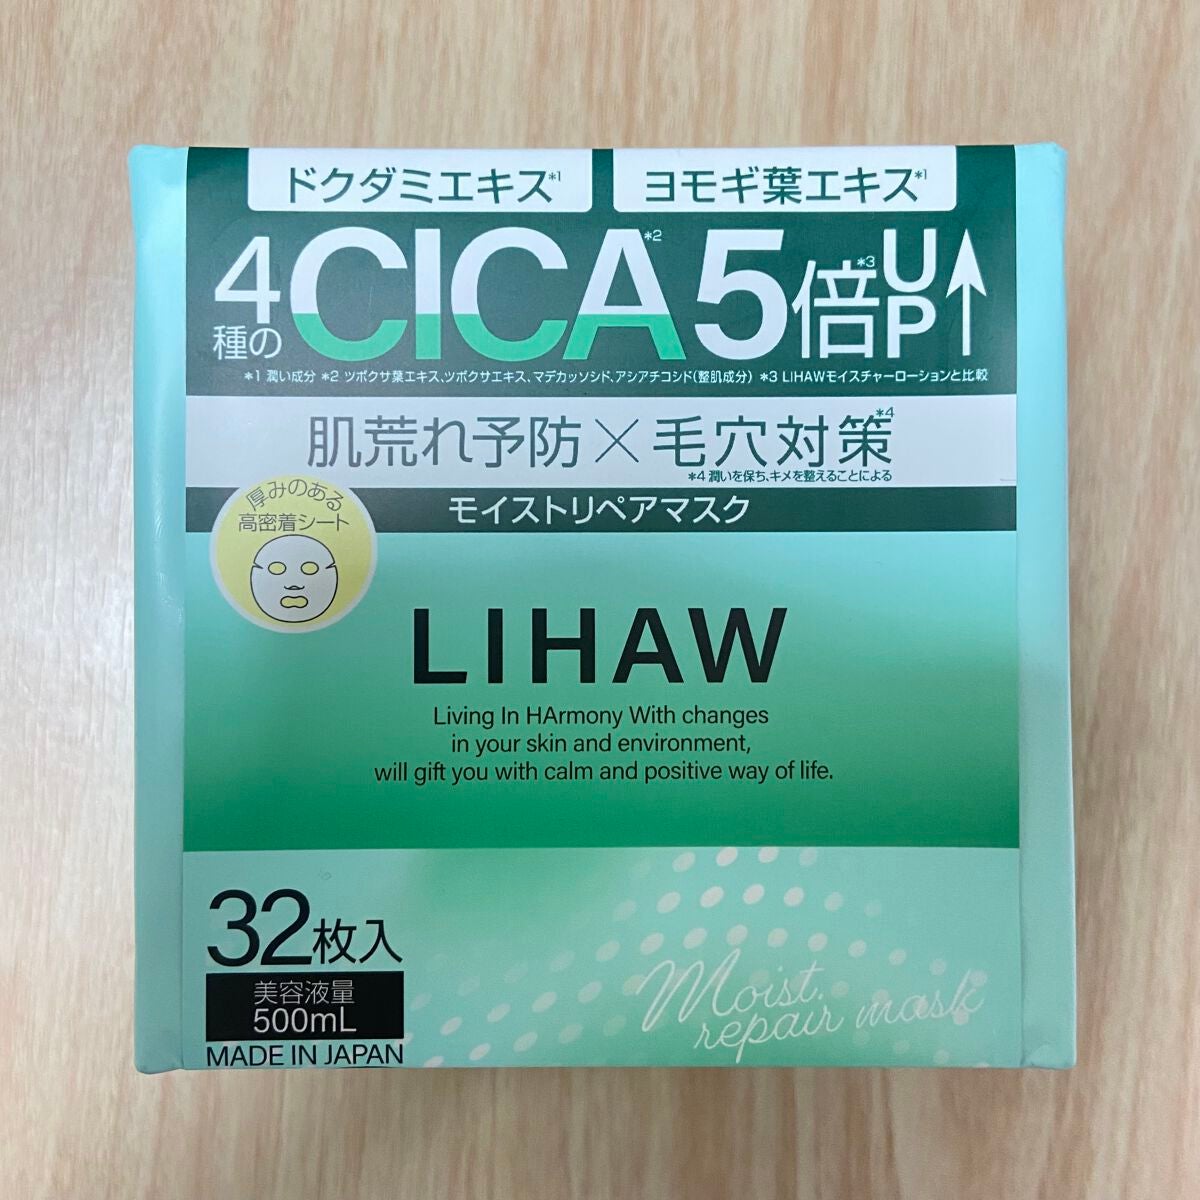 ドクダミエキス*1 ヨモギ葉エキス*1
4種のCICA*2 5倍*3UP↑
*1 潤い成分 *2 ツボクサ葉エキス、ツボクサエキス、マデカッソシド、アシアチコシド(整肌成分) *3 LIHAWモイスチャーローションと比較
肌荒れ予防×毛穴対策*4
*4 潤いを保ち、キメを整えることによる
モイストリペアマスク
厚みのある
高密着シート
LIHAW
Living In HArmony With changes
in your skin and environment,
will gift you with calm and positive way of life.
32枚入
美容液量
500mL
MADE IN JAPAN
Moist
repair mask